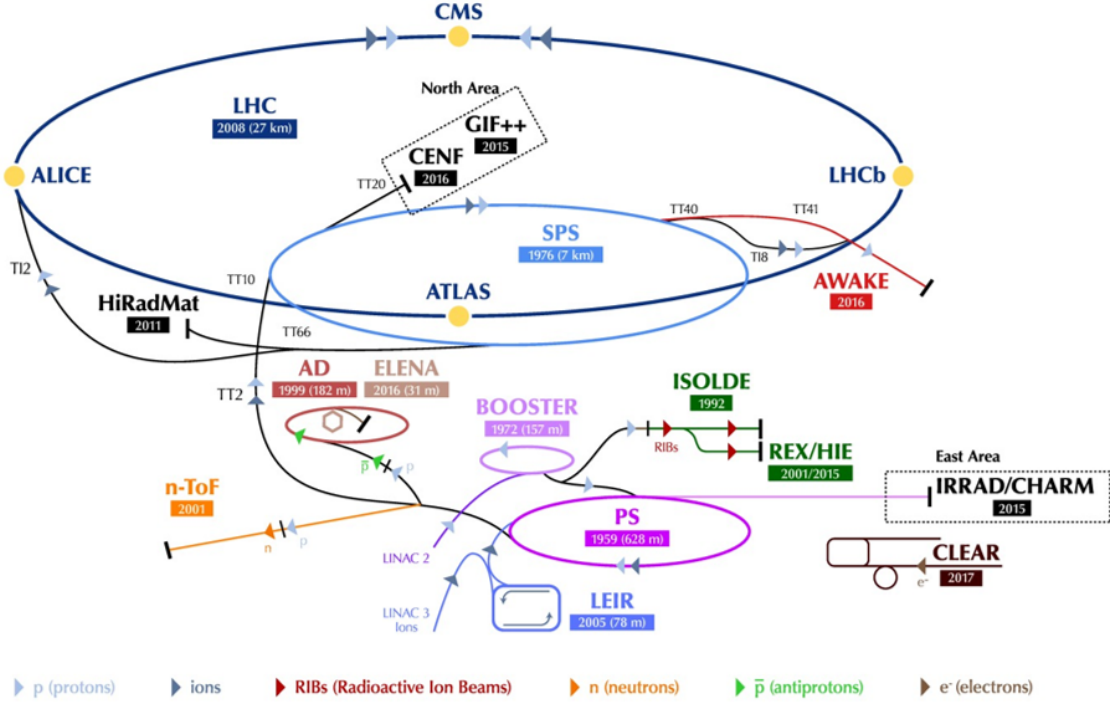 CMS
North Area
LHC
2008 (27 km)
GIF++
2015
CENF
2016
ALICE
TT20
LHCb
TT40
TT41
SPS
1976 (7 km)
TI2
TT10
TI8
ATLAS
AWAKE
2016
HiRadMat
2011
TT66
AD
1999 (182 m)
ELENA
2016 (31 m)
TT2
BOOSTER
1972 (157 m)
ISOLDE
1992
RIBs
REX/HIE
2001/2015
East Area
p̅
p
n-ToF
2001
IRRAD/CHARM
2015
PS
1959 (628 m)
n
p
LINAC 2
CLEAR
2017
e-
LINAC 3
Ions
LEIR
2005 (78 m)
p (protons)
ions
RIBs (Radioactive Ion Beams)
n (neutrons)
p̅ (antiprotons)
e- (electrons)